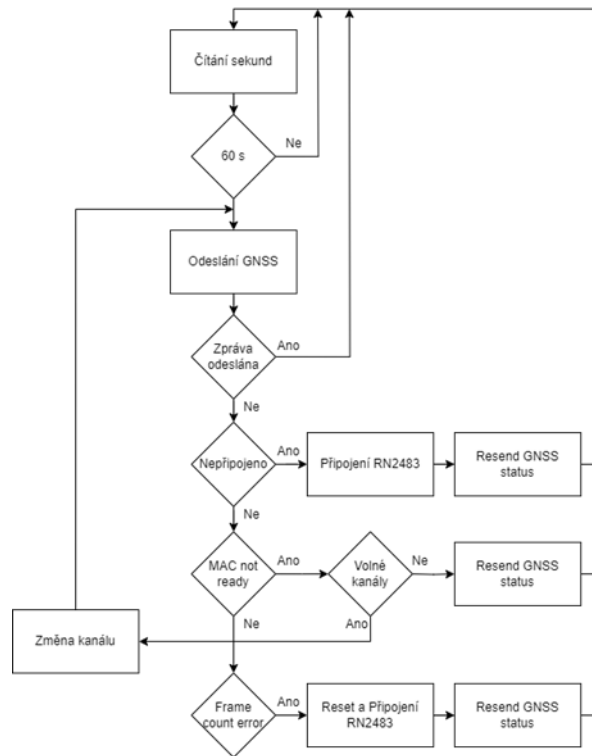 Čítání sekund
60 s
Ne
Odeslání GNSS
Zpráva
odeslána
Ano
Ne
Nepřipojeno
Ano
Připojení RN2483
Resend GNSS
status
Ne
MAC not
ready
Ano
Volné
kanály
Ne
Resend GNSS
status
Ne
Ano
Změna kanálu
Frame
count error
Ano
Reset a Připojení
RN2483
Resend GNSS
status